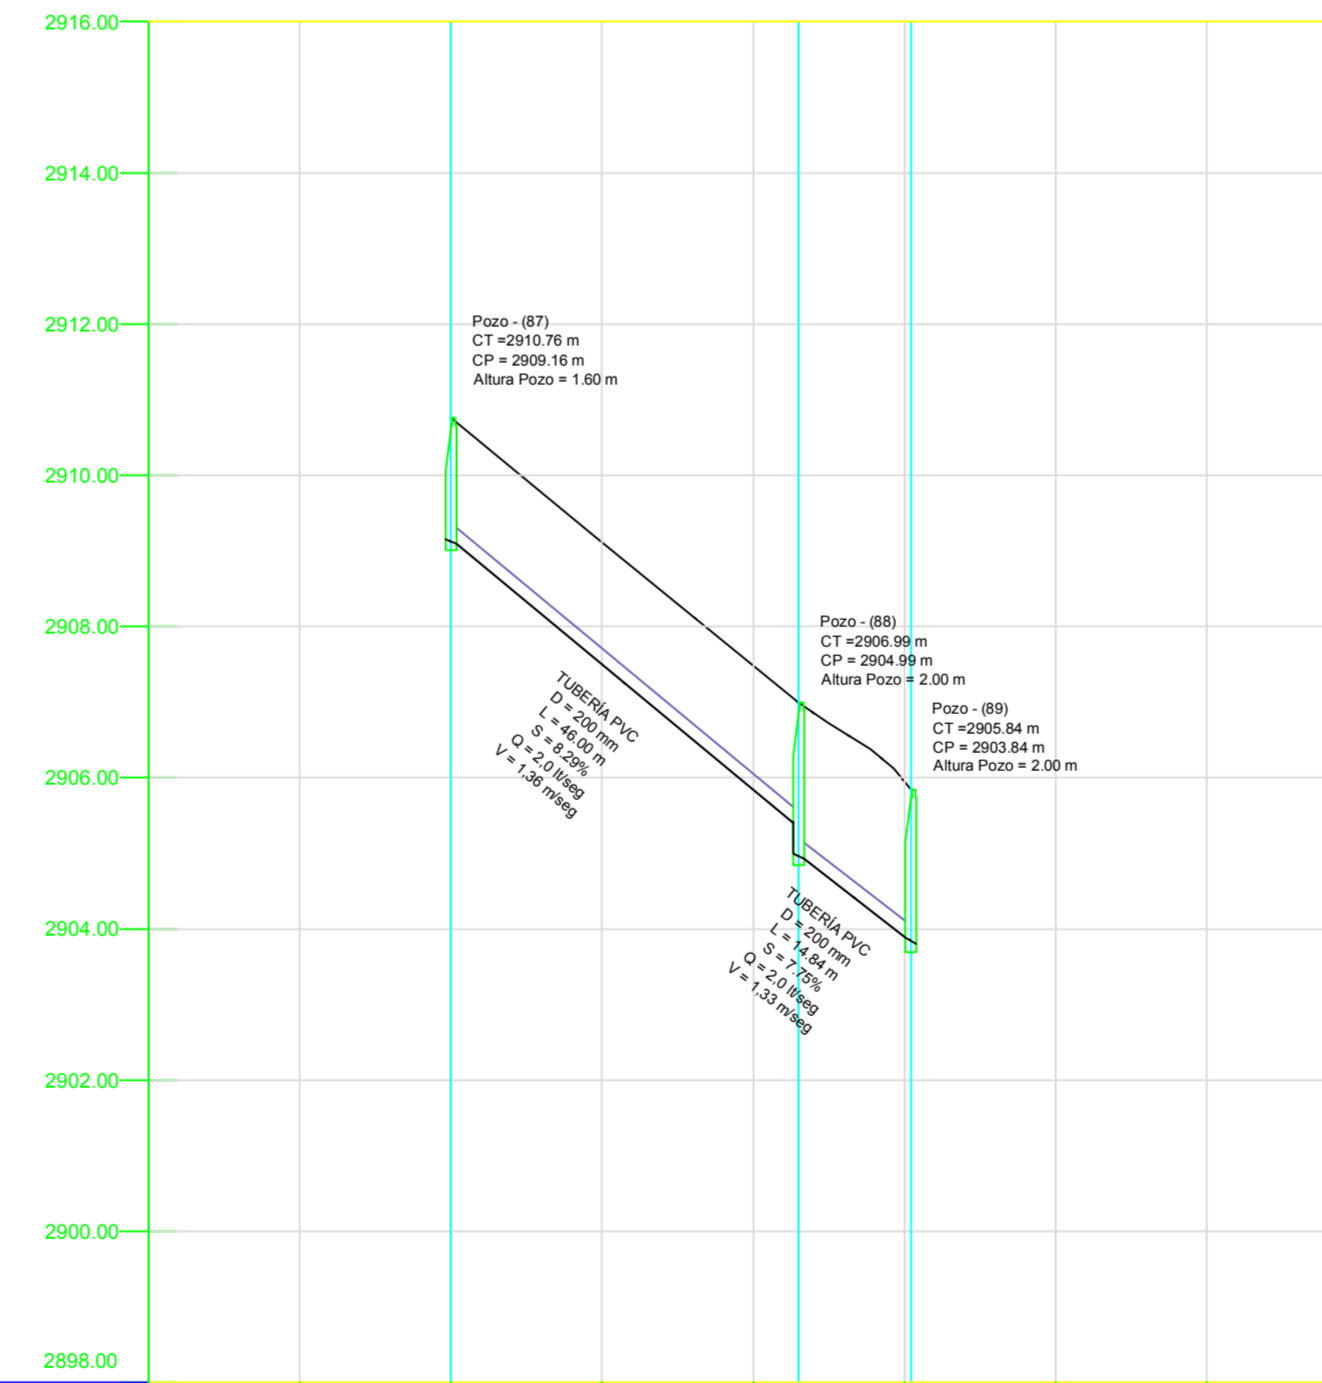 2916.00
2914.00
2912.00
2910.00
2908.00
2906.00
2904.00
2902.00
2900.00
2898.00
Pozo - (87)
CT =2910.76 m
CP = 2909.16 m
Altura Pozo = 1.60 m
Pozo - (88)
CT =2906.99 m
CP = 2904.99 m
Altura Pozo = 2.00 m
Pozo - (89)
CT =2905.84 m
CP = 2903.84 m
Altura Pozo = 2.00 m
TUBERÍA PVC
D = 200 mm
L = 46.00 m
S = 8.29%
Q = 2,0 lt/seg
V = 1,36 m/seg
TUBERÍA PVC
D = 200 mm
L = 14.84 m
S = 7.75%
Q = 2,0 lt/seg
V = 1,33 m/seg